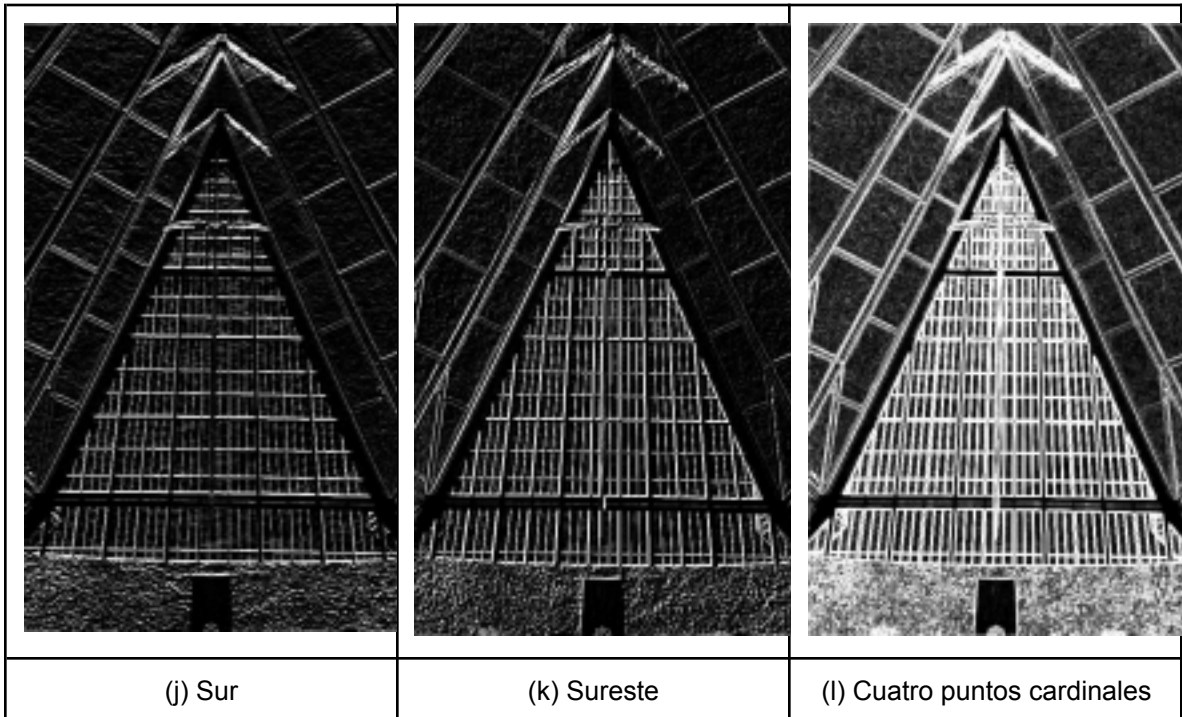 (j) Sur
(k) Sureste
(l) Cuatro puntos cardinales